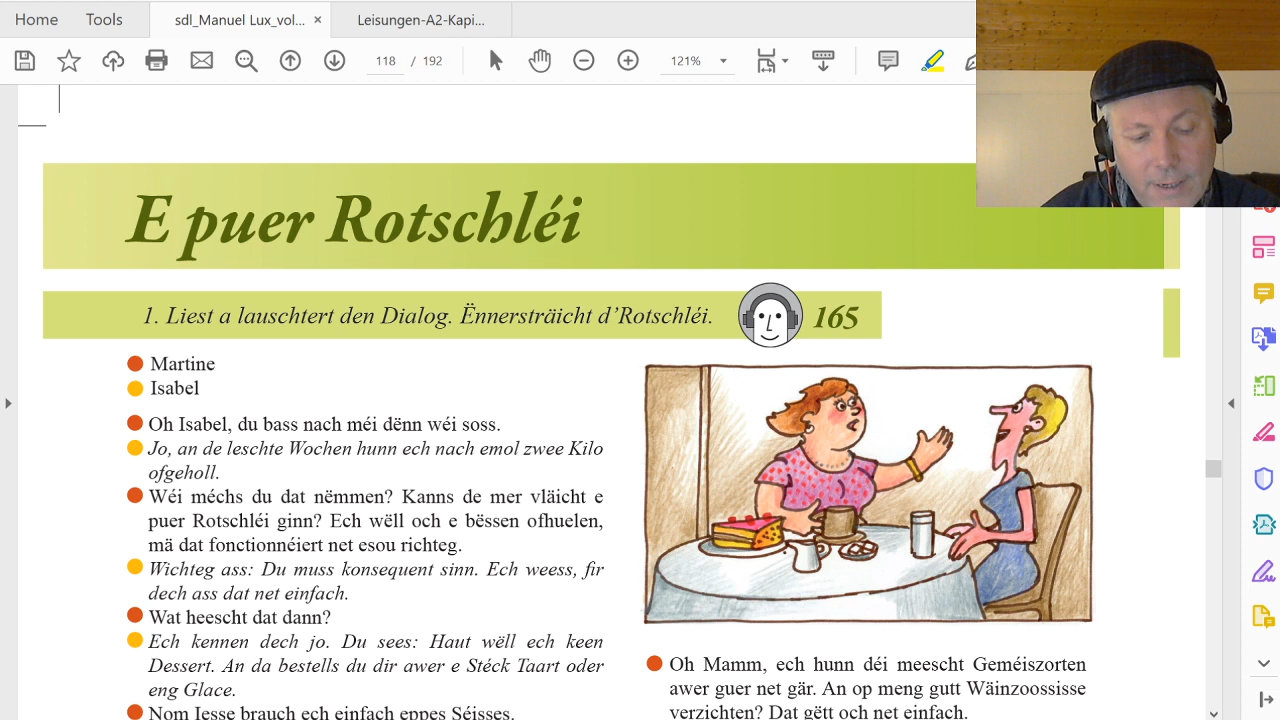 Home
Tools
sdl_Manuel Lux_vol...
×
Leisungen-A2-Kapi...
118 / 192
121%
E puer Rotschléi
1. Liest a lauschtert den Dialog. Ënnersträicht d’Rotschléi.
165
Martine
Isabel
Oh Isabel, du bass nach méi dënn wéi soss.
Jo, an de leschte Wochen hunn ech nach emol zwee Kilo
ofgeholl.
Wéi méchs du dat nëmmen? Kanns de mer vläicht e
puer Rotschléi ginn? Ech wëll och e bëssen ofhuelen,
mä dat fonctionnéiert net esou richteg.
Wichteg ass: Du muss konsequent sinn. Ech weess, fir
dech ass dat net einfach.
Wat heescht dat dann?
Ech kennen dech jo. Du sees: Haut wëll ech keen
Dessert. An da bestells du dir awer e Stéck Taart oder
eng Glace.
Nom Iesse brauch ech einfach eppes Séisses.
Oh Mamm, ech hunn déi meescht Geméiszorten
awer guer net gär. An op meng gutt Wäinzoossisse
verzichten? Dat gëtt och net einfach.